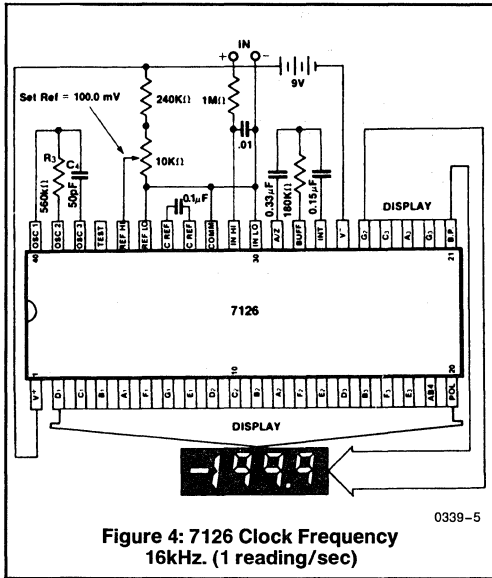 IN
+ -
9V
240KΩ
1MΩ
Set Ref = 100.0 mV
.01
10KΩ
R3
C4
560kΩ
50pF
0.1µF
0.33µF
180KΩ
0.15µF
DISPLAY
OSC 1
OSC 2
OSC 3
TEST
REF HI
REF LO
C REF
C REF
COMM
IN HI
IN LO
A/Z
BUFF
INT
V-
G2
C3
A3
G3
B.P.
40
30
21
7126
1
10
20
V+
D1
C1
B1
A1
F1
G1
E1
D2
C2
B2
A2
F2
E2
D3
B3
F3
E3
AB4
POL
DISPLAY
-199.9
0339-5
Figure 4: 7126 Clock Frequency
16kHz. (1 reading/sec)